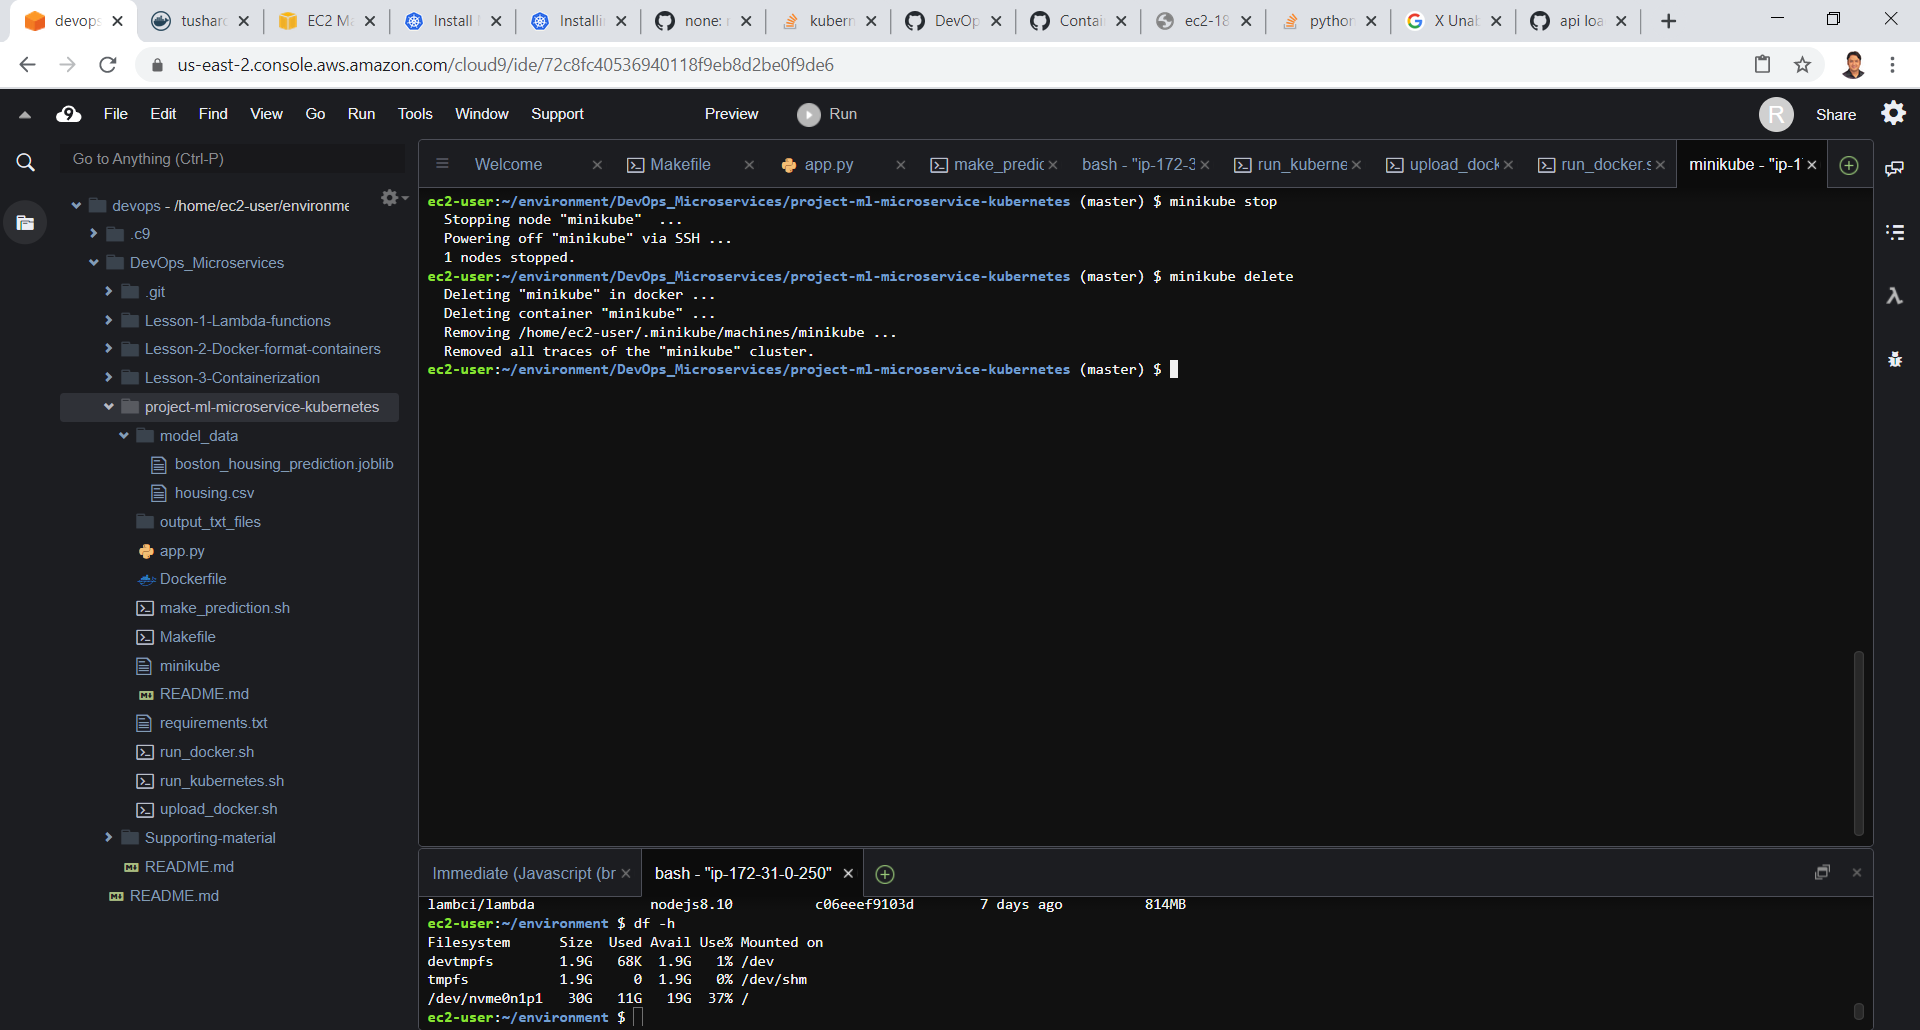 devops
tushar
EC2 Ma
Install
Installi
none: r
kubern
DevOp
Contai
ec2-18
python
X Unab
api loa
us-east-2.console.aws.amazon.com/cloud9/ide/72c8fc40536940118f9eb8d2be0f9de6
9 File Edit Find View Go Run Tools Window Support Preview Run R Share
Go to Anything (Ctrl-P)
Welcome Makefile app.py make_predic bash - "ip-172-3 run_kuberne upload_dock run_docker.s minikube - "ip-1
devops - /home/ec2-user/environme
.c9
DevOps_Microservices
.git
Lesson-1-Lambda-functions
Lesson-2-Docker-format-containers
Lesson-3-Containerization
project-ml-microservice-kubernetes
model_data
boston_housing_prediction.joblib
housing.csv
output_txt_files
app.py
Dockerfile
make_prediction.sh
Makefile
minikube
README.md
requirements.txt
run_docker.sh
run_kubernetes.sh
upload_docker.sh
Supporting-material
README.md
README.md
ec2-user:~/environment/DevOps_Microservices/project-ml-microservice-kubernetes (master) $ minikube stop
Stopping node "minikube" ...
Powering off "minikube" via SSH ...
1 nodes stopped.
ec2-user:~/environment/DevOps_Microservices/project-ml-microservice-kubernetes (master) $ minikube delete
Deleting "minikube" in docker ...
Deleting container "minikube" ...
Removing /home/ec2-user/.minikube/machines/minikube ...
Removed all traces of the "minikube" cluster.
ec2-user:~/environment/DevOps_Microservices/project-ml-microservice-kubernetes (master) $
Immediate (Javascript (br bash - "ip-172-31-0-250"
lambci/lambda nodejs8.10 c06eeef9103d 7 days ago 814MB
ec2-user:~/environment $ df -h
Filesystem Size Used Avail Use% Mounted on
devtmpfs 1.9G 68K 1.9G 1% /dev
tmpfs 1.9G 0 1.9G 0% /dev/shm
/dev/nvme0n1p1 30G 11G 19G 37% /
ec2-user:~/environment $